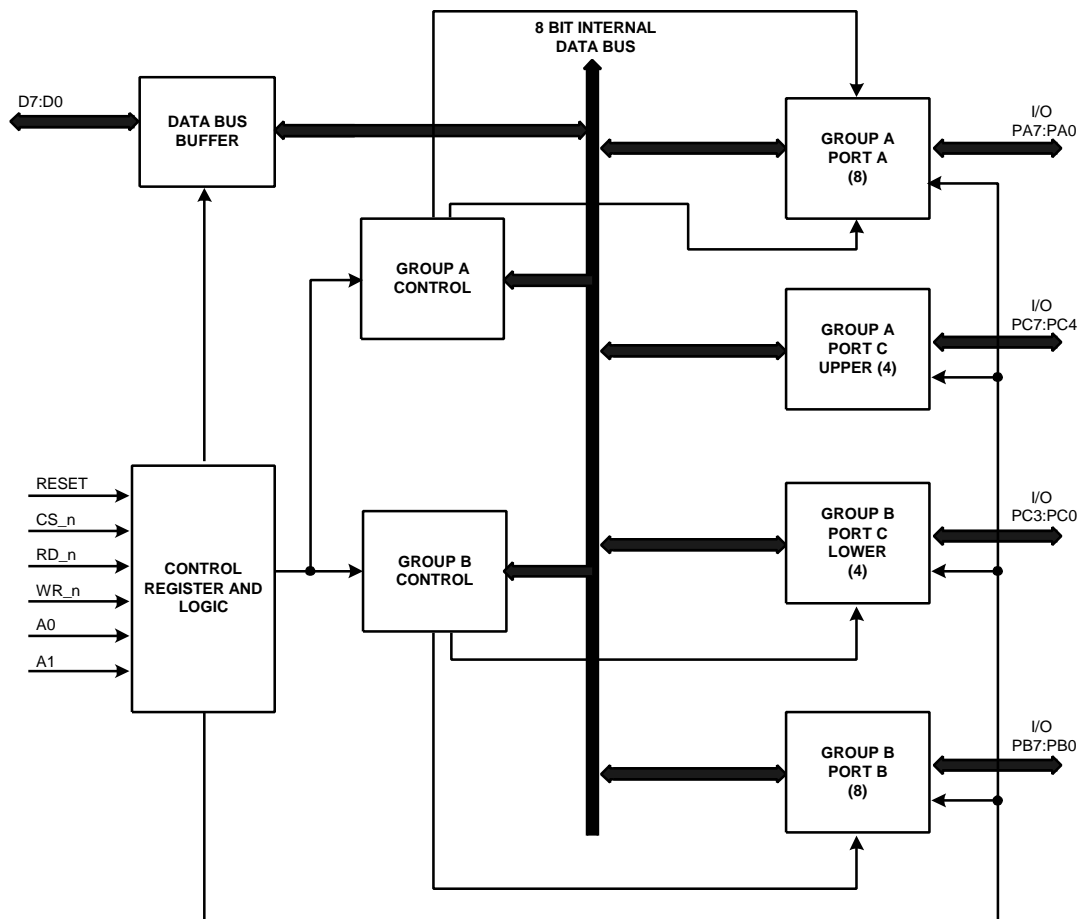 8 BIT INTERNAL
DATA BUS
D7:D0
DATA BUS
BUFFER
GROUP A
PORT A
(8)
I/O
PA7:PA0
GROUP A
CONTROL
GROUP A
PORT C
UPPER (4)
I/O
PC7:PC4
RESET
CS_n
RD_n
WR_n
A0
A1
CONTROL
REGISTER AND
LOGIC
GROUP B
CONTROL
GROUP B
PORT C
LOWER
(4)
I/O
PC3:PC0
GROUP B
PORT B
(8)
I/O
PB7:PB0